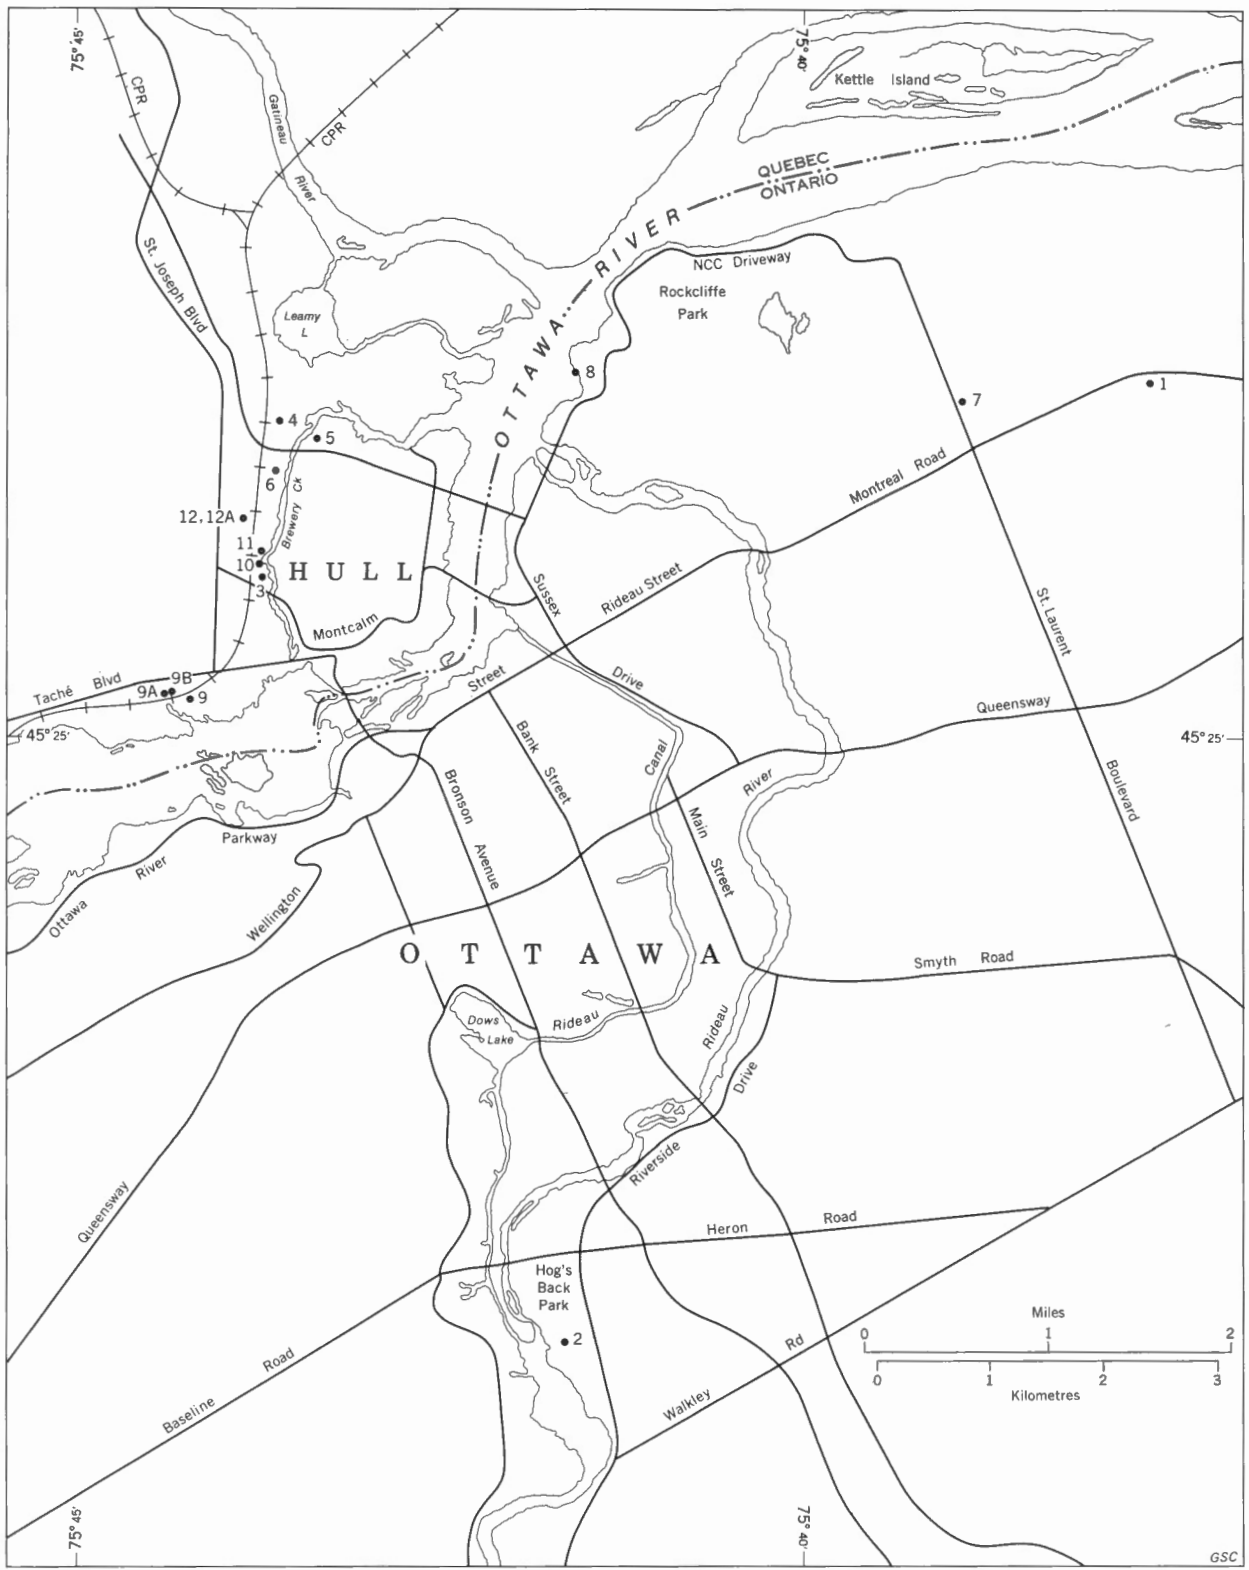 75° 45'
75° 40'
CPR
CPR
Gatineau
River
Kettle Island
QUEBEC
ONTARIO
OTTAWA RIVER
NCC Driveway
Rockcliffe
Park
St. Joseph Blvd
Leamy
L
8
1
7
4
5
6
Montreal Road
12,12A
Brewery Ck
11
10
3
HULL
Sussex
Rideau Street
St. Laurent
Montcalm
Taché Blvd
9B
9A
9
Street
Drive
Queensway
45° 25'
45° 25'
Bank
Street
Canal
River
Bronson
Avenue
Main
Street
Boulevard
Parkway
River
Ottawa
Wellington
OTTAWA
Smyth Road
Dows
Lake
Rideau
Rideau
Drive
Riverside
Queensway
Heron Road
Hog's
Back
Park
2
Miles
0 1 2
0 1 2 3
Kilometres
Rd
Walkley
Baseline Road
75° 45'
75° 40'
GSC